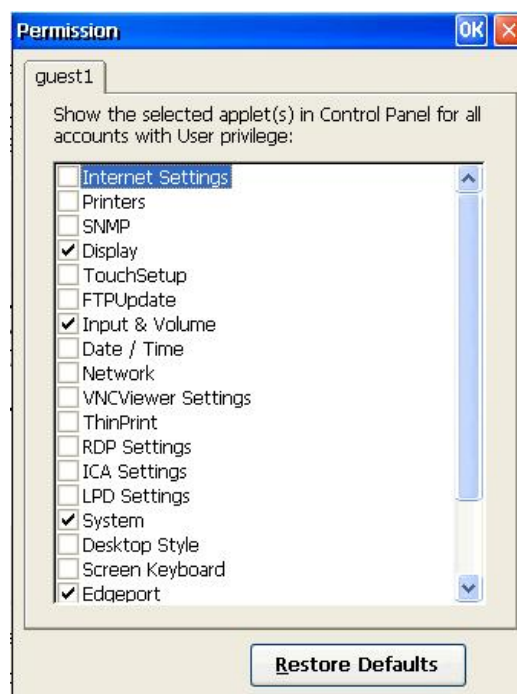 Permission
OK
guest1
Show the selected applet(s) in Control Panel for all
accounts with User privilege:
Internet Settings
Printers
SNMP
Display
TouchSetup
FTPUpdate
Input & Volume
Date / Time
Network
VNCViewer Settings
ThinPrint
RDP Settings
ICA Settings
LPD Settings
System
Desktop Style
Screen Keyboard
Edgeport
Restore Defaults